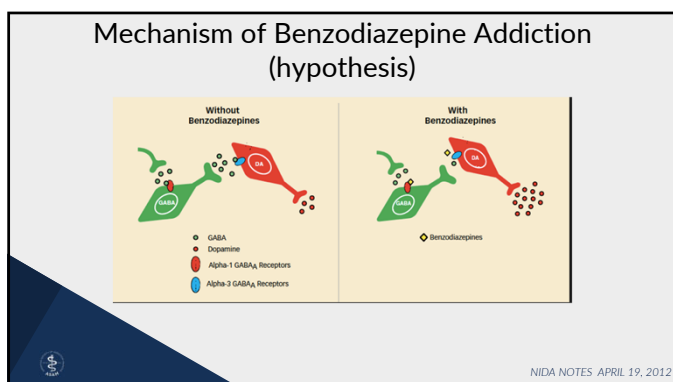 Mechanism of Benzodiazepine Addiction
(hypothesis)
Without
Benzodiazepines
With
Benzodiazepines
DA
DA
GABA
GABA
GABA
Dopamine
Alpha-1 GABAA Receptors
Alpha-3 GABAA Receptors
Benzodiazepines
ASAM
NIDA NOTES APRIL 19, 2012